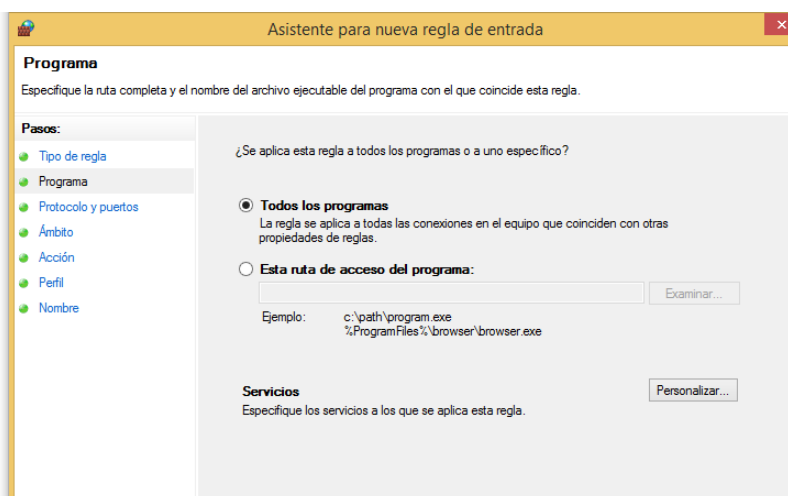 Asistente para nueva regla de entrada
Programa
Especifique la ruta completa y el nombre del archivo ejecutable del programa con el que coincide esta regla.
Pasos:
Tipo de regla
Programa
Protocolo y puertos
Ámbito
Acción
Perfil
Nombre
¿Se aplica esta regla a todos los programas o a uno específico?
Todos los programas
La regla se aplica a todas las conexiones en el equipo que coinciden con otras
propiedades de reglas.
Esta ruta de acceso del programa:
Examinar...
Ejemplo: c:\path\program.exe
%ProgramFiles%\browser\browser.exe
Servicios
Personalizar...
Especifique los servicios a los que se aplica esta regla.